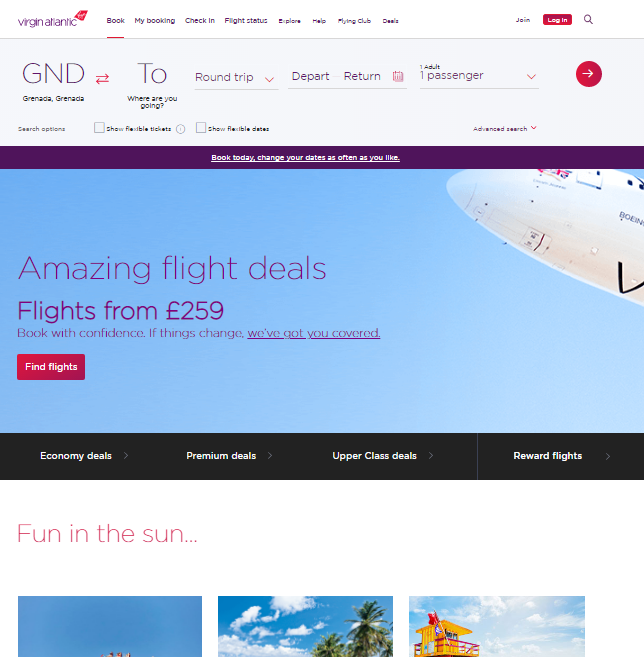 virgin atlantic
Book My booking Check in Flight status Explore Help Flying Club Deals Join Log in
GND To Round trip Depart Return 1 Adult
1 passenger
Grenada, Grenada Where are you going?
Search options Show flexible tickets i Show flexible dates Advanced search
Book today, change your dates as often as you like.
BOEING
Amazing flight deals
Flights from £259
Book with confidence. If things change, we've got you covered.
Find flights
Economy deals Premium deals Upper Class deals Reward flights
Fun in the sun...